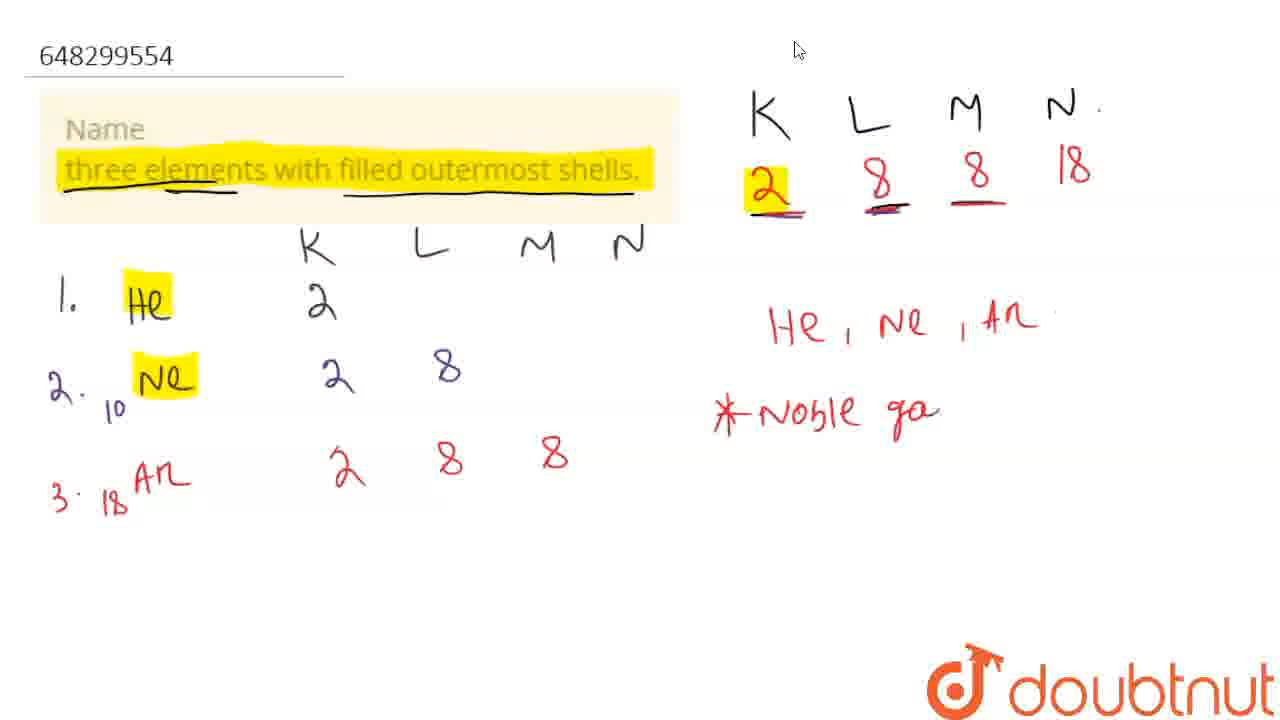 648299554
Name
three elements with filled outermost shells.
K L M N
1. He 2
2. 10 Ne 2 8
3. 18 Ar 2 8 8
K L M N
2 8 8 18
He, Ne, Ar
* Noble ga
doubtnut